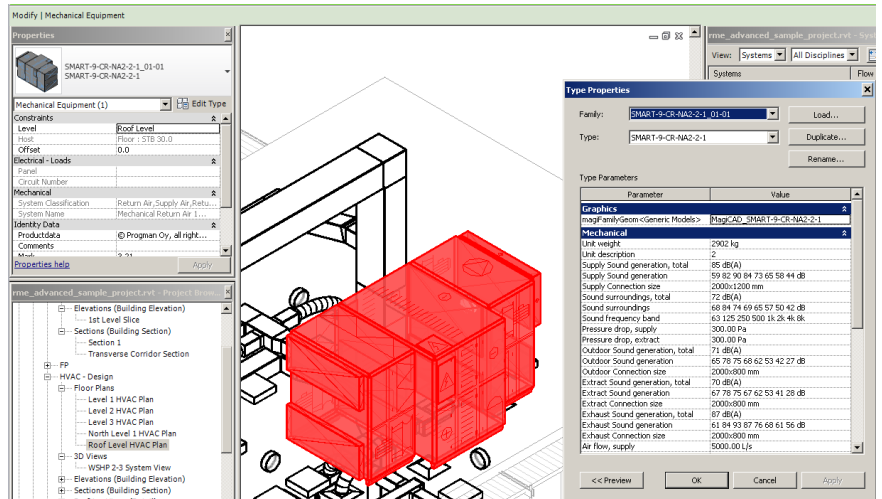 Modify | Mechanical Equipment
Properties
SMART-9-CR-NA2-2-1_01-01
SMART-9-CR-NA2-2-1
Mechanical Equipment (1)
Edit Type
Constraints
Level Roof Level
Host Floor : STB 30.0
Offset 0.0
Electrical - Loads
Panel
Circuit Number
Mechanical
System Classification Return Air,Supply Air,Retu...
System Name Mechanical Return Air 1...
Identity Data
Productdata © Progman Oy, all right...
Comments
Mark 3.21
Properties help
Apply
rme_advanced_sample_project.rvt - Project Brow...
Elevations (Building Elevation)
1st Level Slice
Sections (Building Section)
Section 1
Transverse Corridor Section
FP
HVAC - Design
Floor Plans
Level 1 HVAC Plan
Level 2 HVAC Plan
Level 3 HVAC Plan
North Level 1 HVAC Plan
Roof Level HVAC Plan
3D Views
WSHP 2-3 System View
Elevations (Building Elevation)
Sections (Building Section)
rme_advanced_sample_project.rvt - Syst
View: Systems All Disciplines
Systems Flow
Type Properties
Family: SMART-9-CR-NA2-2-1_01-01 Load...
Type: SMART-9-CR-NA2-2-1 Duplicate...
Rename...
Type Parameters
Parameter Value
Graphics
magiFamilyGeom<Generic Models> MagiCAD_SMART-9-CR-NA2-2-1
Mechanical
Unit weight 2902 kg
Unit description 2
Supply Sound generation, total 85 dB(A)
Supply Sound generation 59 82 90 84 73 65 58 44 dB
Supply Connection size 2000x1200 mm
Sound surroundings, total 72 dB(A)
Sound surroundings 68 84 74 69 65 57 50 42 dB
Sound frequency band 63 125 250 500 1k 2k 4k 8k
Pressure drop, supply 300.00 Pa
Pressure drop, extract 300.00 Pa
Outdoor Sound generation, total 71 dB(A)
Outdoor Sound generation 65 78 75 68 62 53 42 27 dB
Outdoor Connection size 2000x800 mm
Extract Sound generation, total 70 dB(A)
Extract Sound generation 67 78 75 67 62 53 41 28 dB
Extract Connection size 2000x800 mm
Exhaust Sound generation, total 87 dB(A)
Exhaust Sound generation 61 84 93 87 76 68 61 56 dB
Exhaust Connection size 2000x800 mm
Air flow, supply 5000.00 L/s
<< Preview OK Cancel Apply